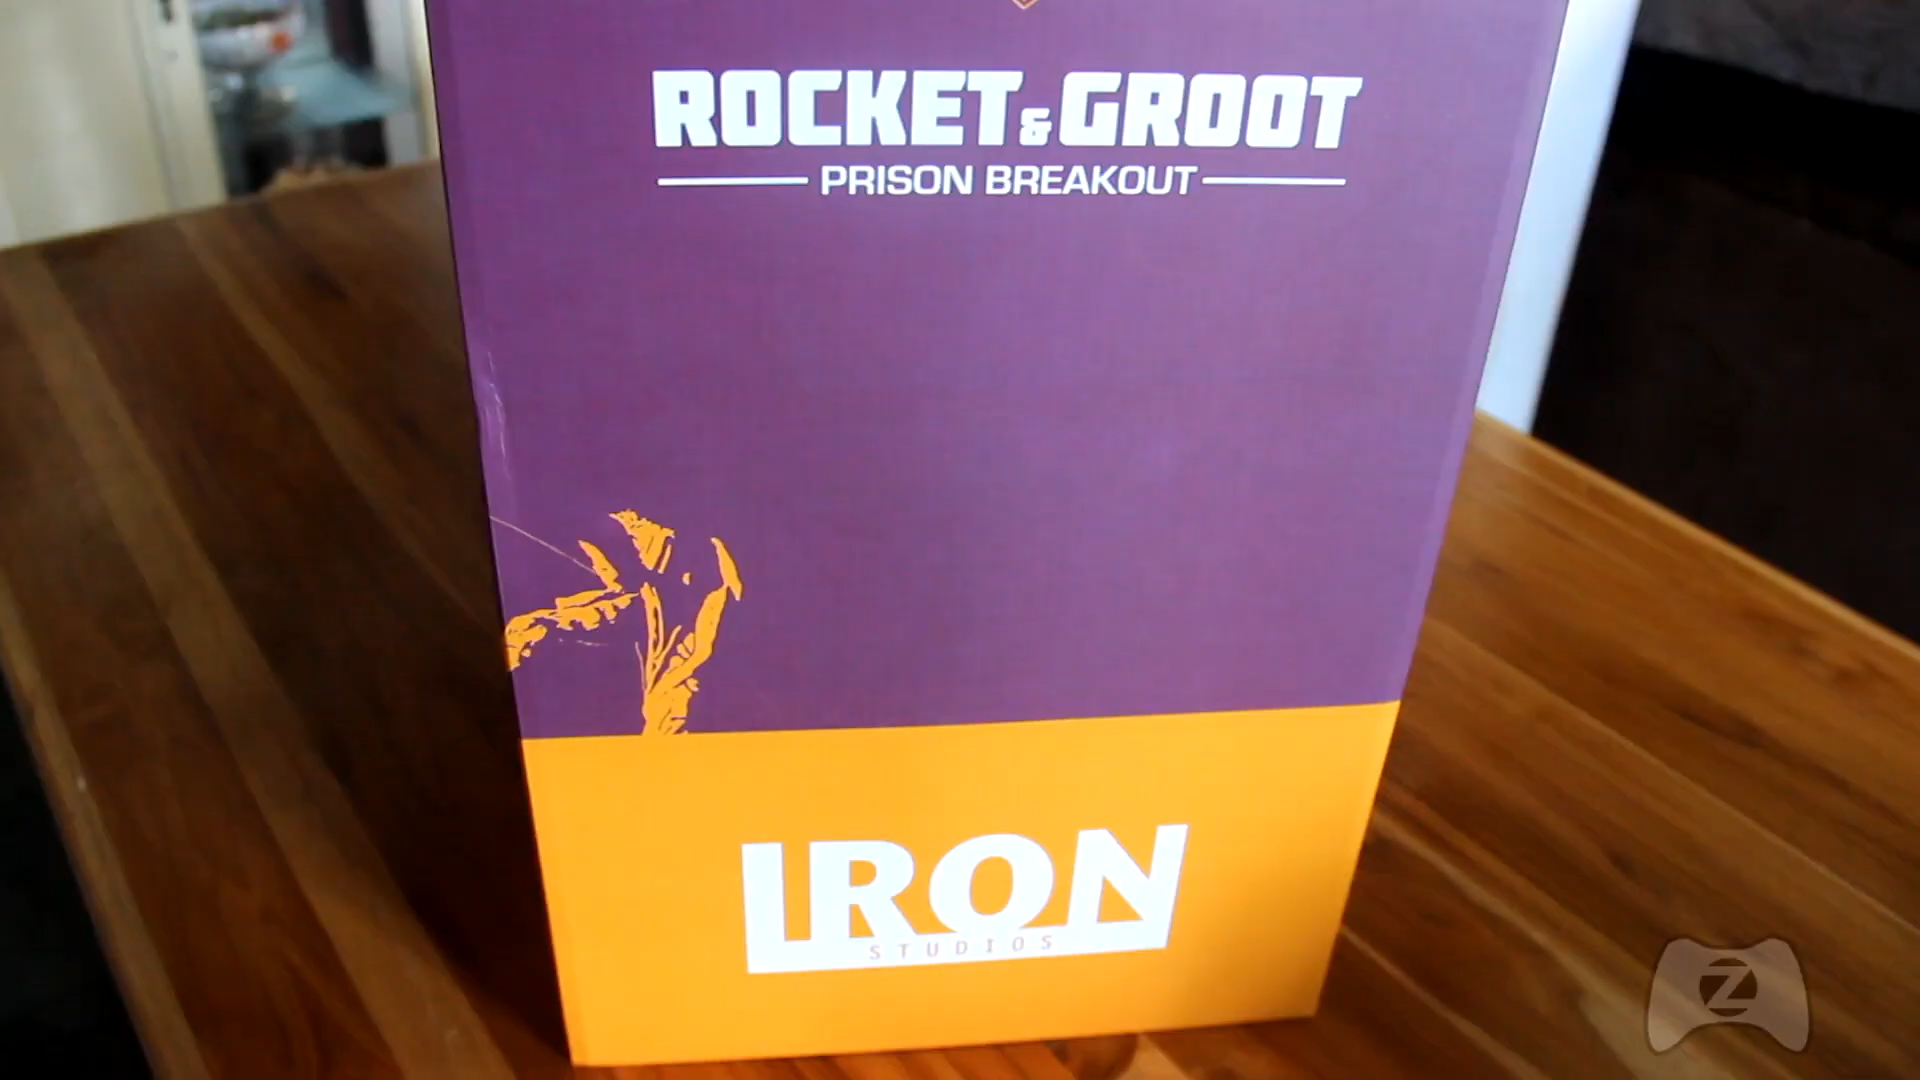 ROCKET & GROOT
PRISON BREAKOUT
IRON
STUDIOS
Z